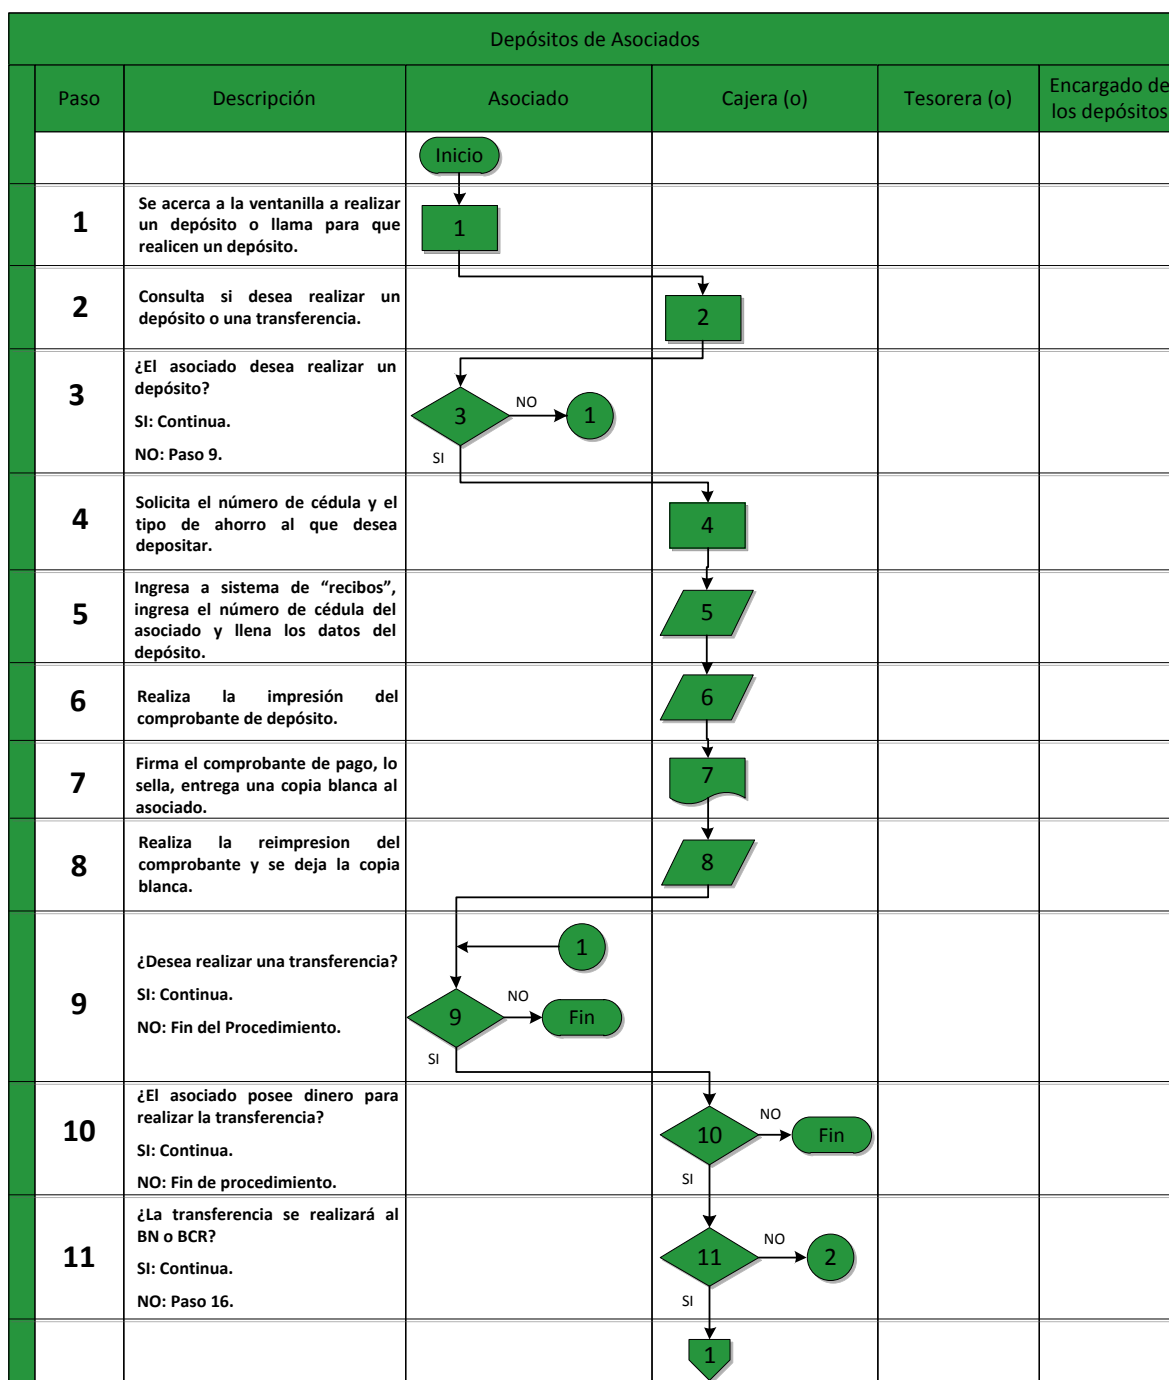 Depósitos de Asociados
Paso
Descripción
Asociado
Cajera (o)
Tesorera (o)
Encargado de
los depósitos
Inicio
1
Se acerca a la ventanilla a realizar
un depósito o llama para que
realicen un depósito.
1
2
Consulta si desea realizar un
depósito o una transferencia.
2
3
¿El asociado desea realizar un
depósito?
SI: Continua.
NO: Paso 9.
3
NO
1
SI
4
Solicita el número de cédula y el
tipo de ahorro al que desea
depositar.
4
5
Ingresa a sistema de “recibos”,
ingresa el número de cédula del
asociado y llena los datos del
depósito.
5
6
Realiza la impresión del
comprobante de depósito.
6
7
Firma el comprobante de pago, lo
sella, entrega una copia blanca al
asociado.
7
8
Realiza la reimpresion del
comprobante y se deja la copia
blanca.
8
9
¿Desea realizar una transferencia?
SI: Continua.
NO: Fin del Procedimiento.
1
9
NO
Fin
SI
10
¿El asociado posee dinero para
realizar la transferencia?
SI: Continua.
NO: Fin de procedimiento.
10
NO
Fin
SI
11
¿La transferencia se realizará al
BN o BCR?
SI: Continua.
NO: Paso 16.
11
NO
2
SI
1